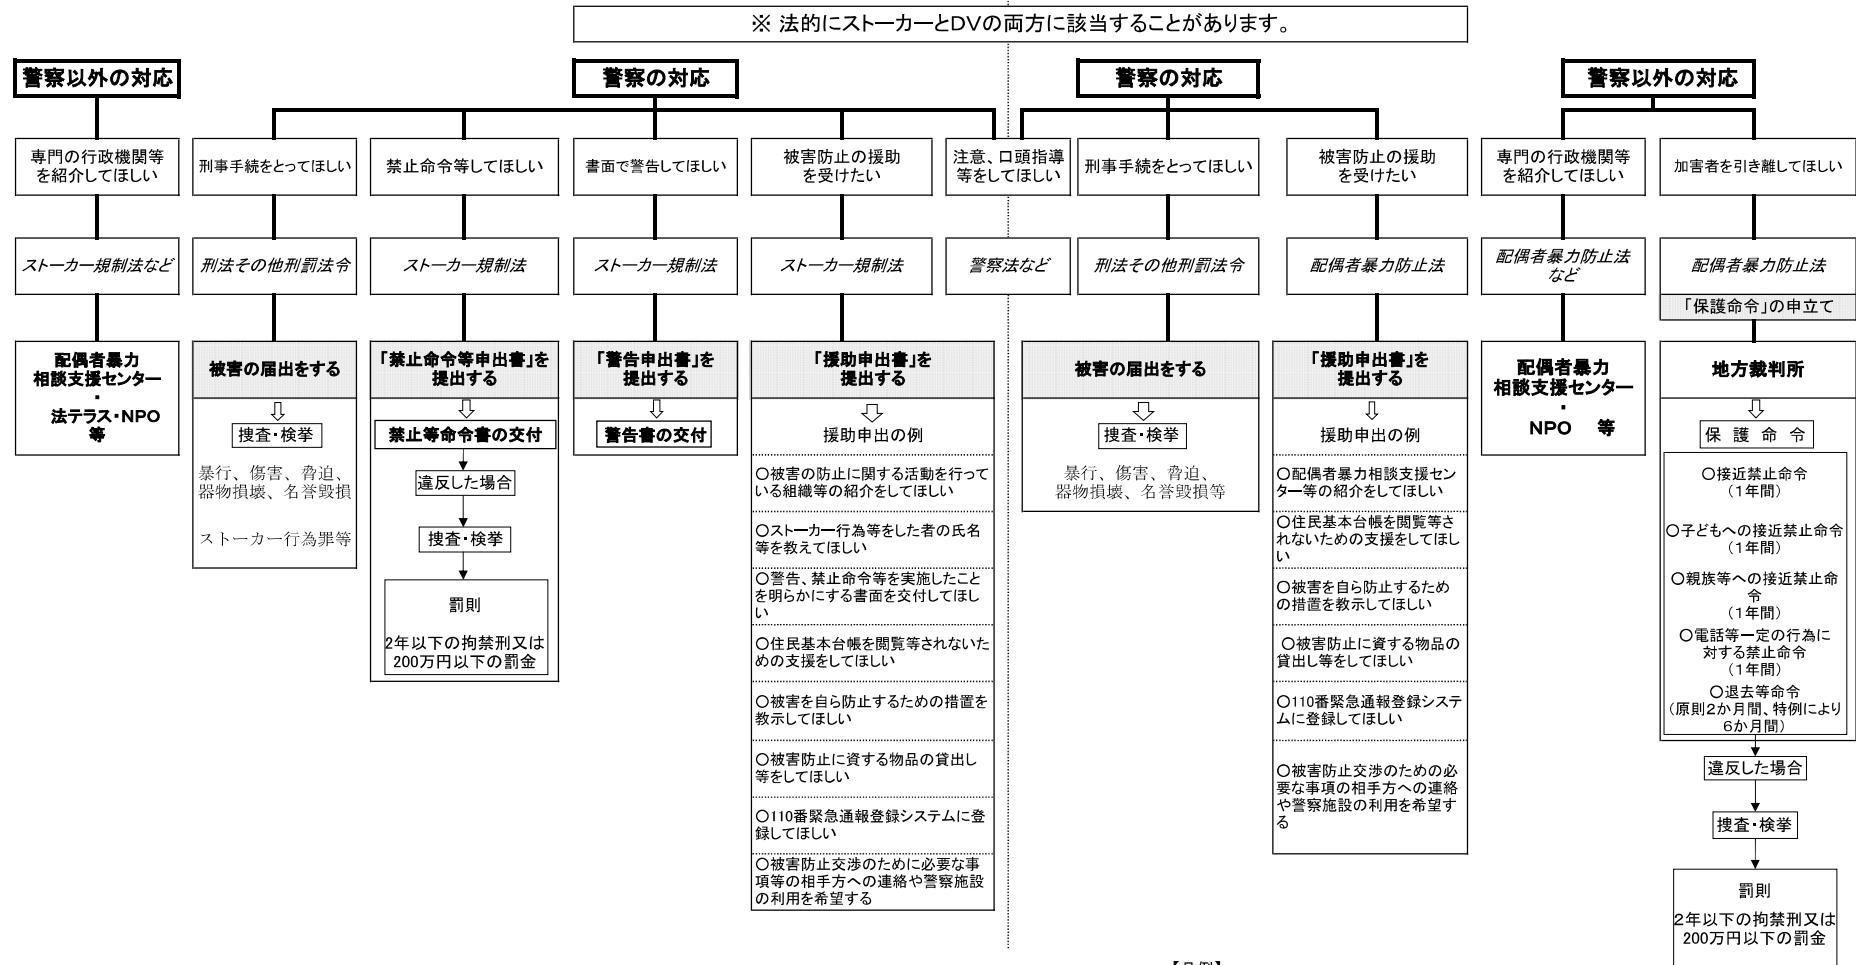 ※ 法的にストーカーとDVの両方に該当することがあります。
警察以外の対応
警察の対応
警察の対応
警察以外の対応
専門の行政機関等
を紹介してほしい
刑事手続をとってほしい
禁止命令等してほしい
書面で警告してほしい
被害防止の援助
を受けたい
注意、口頭指導
等をしてほしい
刑事手続をとってほしい
被害防止の援助
を受けたい
専門の行政機関等
を紹介してほしい
加害者を引き離してほしい
ストーカー規制法など
刑法その他刑罰法令
ストーカー規制法
ストーカー規制法
ストーカー規制法
警察法など
刑法その他刑罰法令
配偶者暴力防止法
配偶者暴力防止法
など
配偶者暴力防止法
「保護命令」の申立て
配偶者暴力
相談支援センター
・
法テラス・NPO
等
被害の届出をする
捜査・検挙
暴行、傷害、脅迫、
器物損壊、名誉毀損
ストーカー行為罪等
「禁止命令等申出書」を
提出する
禁止等命令書の交付
違反した場合
捜査・検挙
罰則
2年以下の拘禁刑又は
200万円以下の罰金
「警告申出書」を
提出する
警告書の交付
「援助申出書」を
提出する
援助申出の例
○被害の防止に関する活動を行って
いる組織等の紹介をしてほしい
○ストーカー行為等をした者の氏名
等を教えてほしい
○警告、禁止命令等を実施したこと
を明らかにする書面を交付してほし
い
○住民基本台帳を閲覧等されないた
めの支援をしてほしい
○被害を自ら防止するための措置を
教示してほしい
○被害防止に資する物品の貸出し
等をしてほしい
○110番緊急通報登録システムに登
録してほしい
○被害防止交渉のために必要な事
項等の相手方への連絡や警察施設
の利用を希望する
被害の届出をする
捜査・検挙
暴行、傷害、脅迫、
器物損壊、名誉毀損等
「援助申出書」を
提出する
援助申出の例
○配偶者暴力相談支援セン
ター等の紹介をしてほしい
○住民基本台帳を閲覧等さ
れないための支援をしてほし
い
○被害を自ら防止するため
の措置を教示してほしい
○被害防止に資する物品の
貸出し等をしてほしい
○110番緊急通報登録システ
ムに登録してほしい
○被害防止交渉のための必
要な事項の相手方への連絡
や警察施設の利用を希望す
る
配偶者暴力
相談支援センター
・
NPO 等
地方裁判所
保 護 命 令
○接近禁止命令
(1年間)
○子どもへの接近禁止命令
(1年間)
○親族等への接近禁止命
令
(1年間)
○電話等一定の行為に
対する禁止命令
(1年間)
○退去等命令
(原則2か月間、特例により
6か月間)
違反した場合
捜査・検挙
罰則
2年以下の拘禁刑又は
200万円以下の罰金